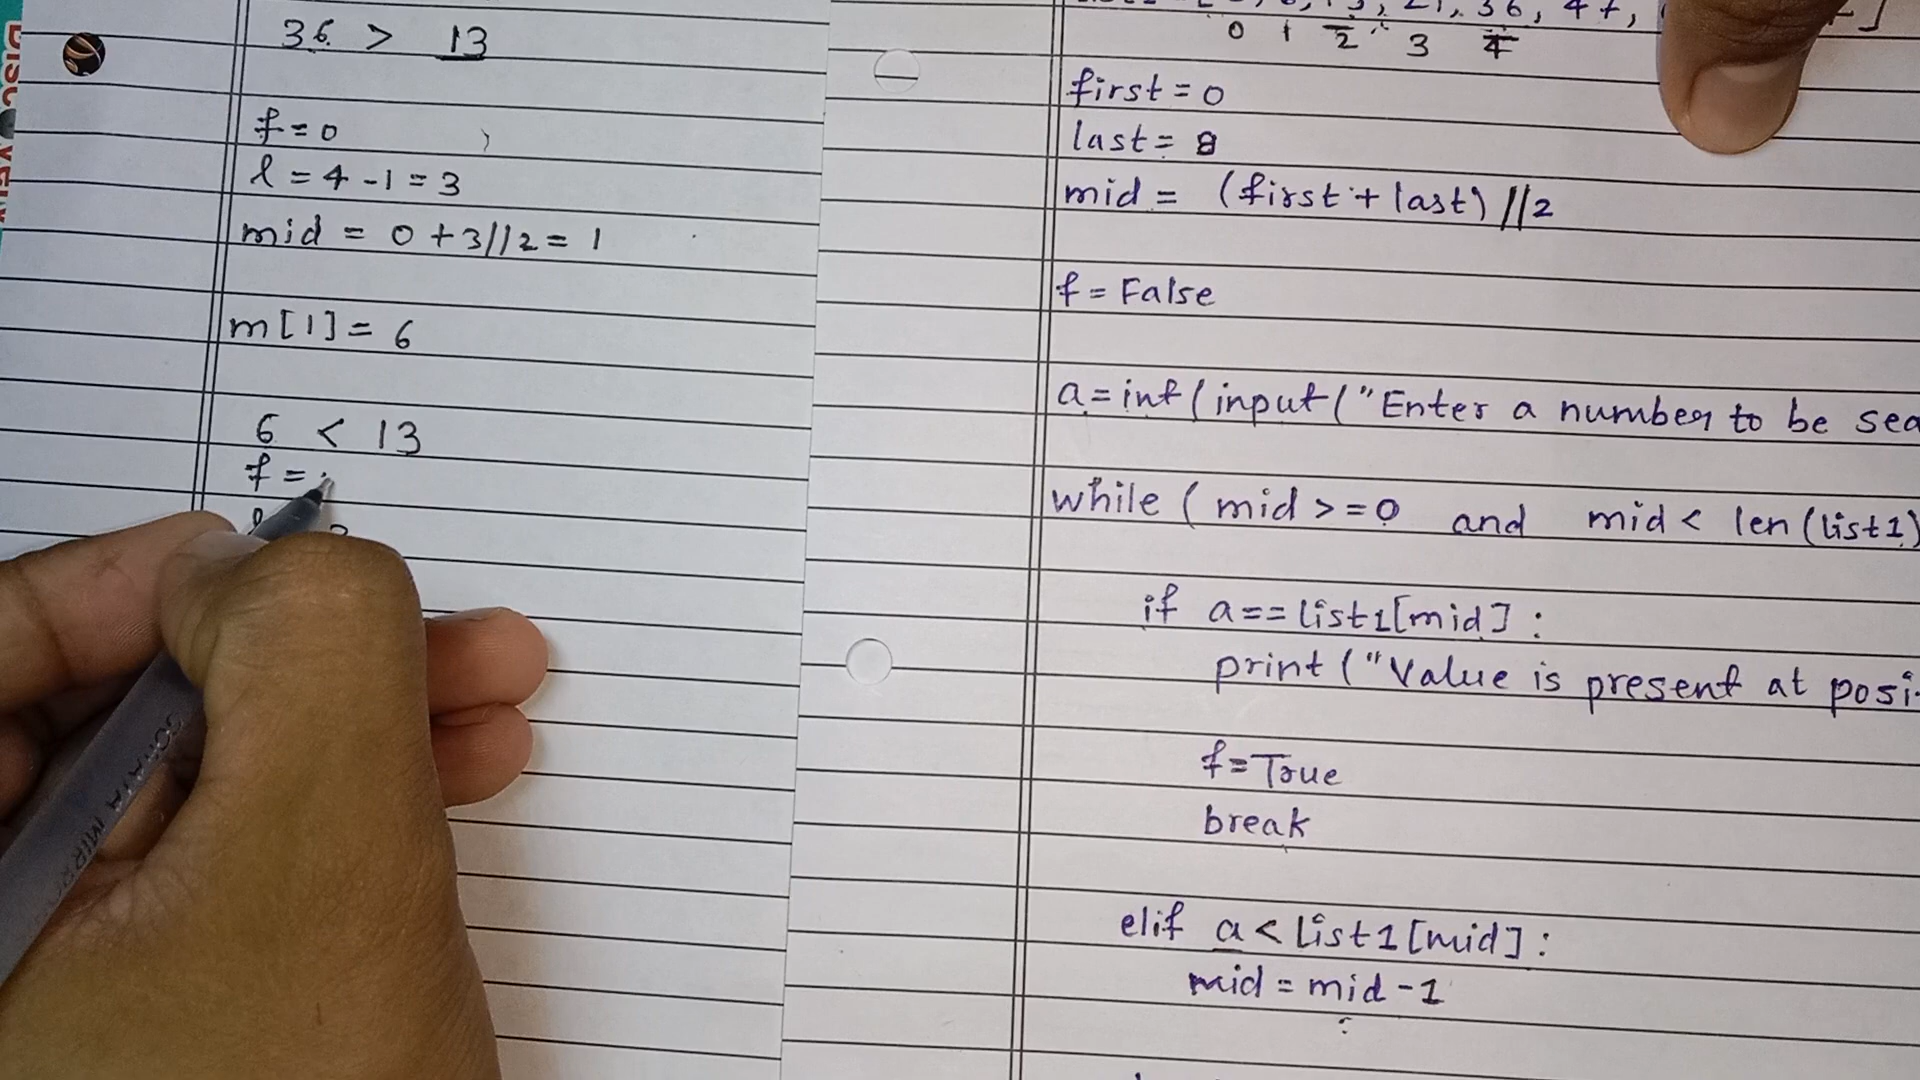 36 > 13
f = 0
l = 4 - 1 = 3
mid = 0 + 3//2 = 1
m[1] = 6
6 < 13
f =
36, 47,
0 1 2 3 4
first = 0
last = 8
mid = (first + last) //2
f = False
a = int(input("Enter a number to be sea
while (mid >= 0 and mid < len(list1)
if a == list1[mid] :
print("Value is present at posi
f = True
break
elif a < list1[mid] :
mid = mid - 1